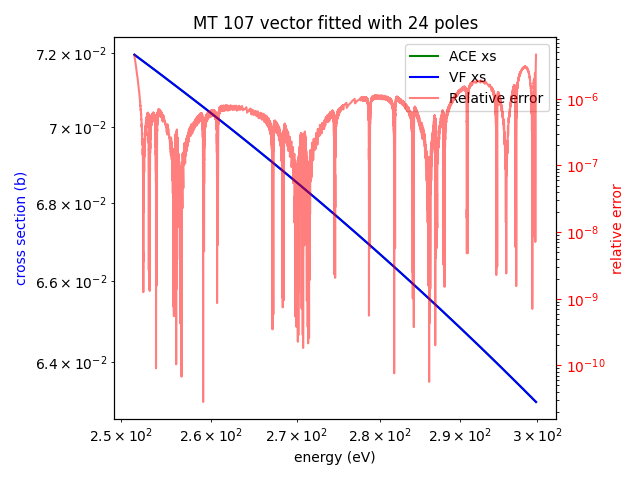 MT 107 vector fitted with 24 poles
ACE xs
VF xs
Relative error
7.2 × 10⁻²
7 × 10⁻²
6.8 × 10⁻²
6.6 × 10⁻²
6.4 × 10⁻²
cross section (b)
10⁻⁶
10⁻⁷
10⁻⁸
10⁻⁹
10⁻¹⁰
relative error
2.5 × 10² 2.6 × 10² 2.7 × 10² 2.8 × 10² 2.9 × 10² 3 × 10²
energy (eV)